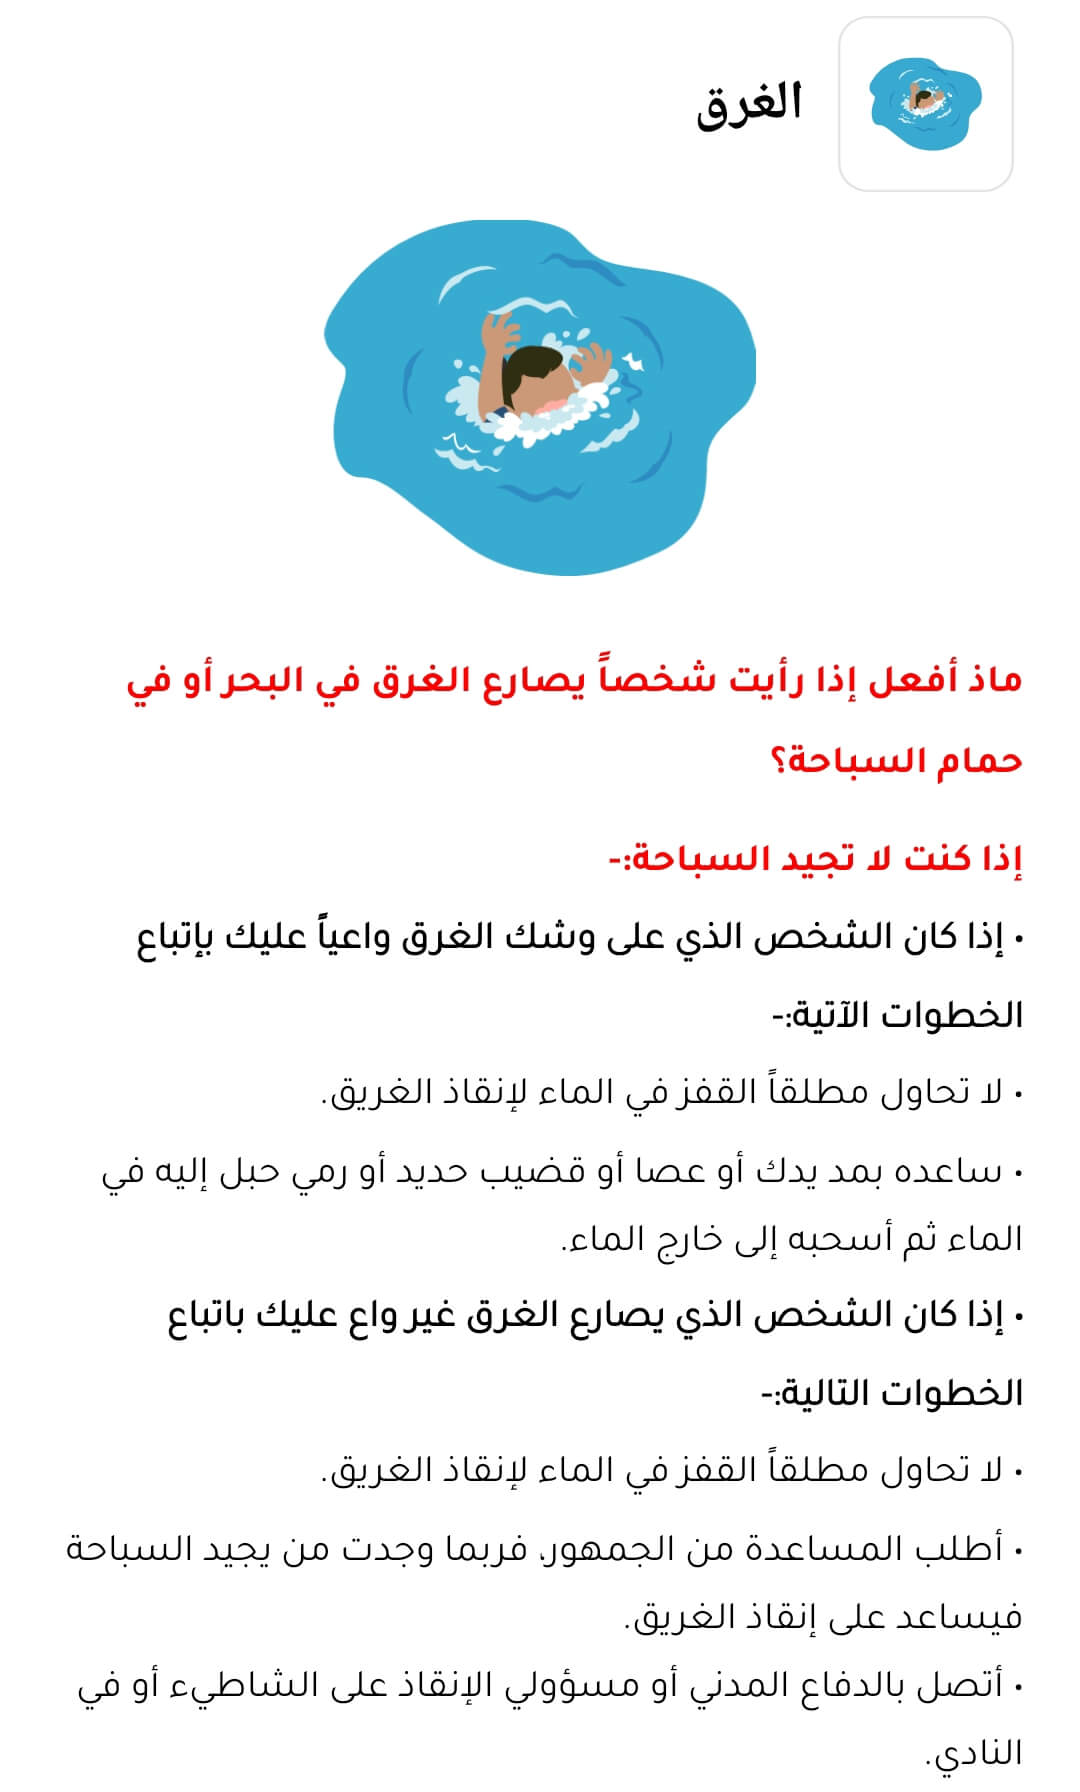 الغرق
ماذ أفعل إذا رأيت شخصاً يصارع الغرق في البحر أو في
حمام السباحة؟
إذا كنت لا تجيد السباحة:-
• إذا كان الشخص الذي على وشك الغرق واعياً عليك بإتباع
الخطوات الآتية:-
• لا تحاول مطلقاً القفز في الماء لإنقاذ الغريق.
• ساعده بمد يدك أو عصا أو قضيب حديد أو رمي حبل إليه في
الماء ثم أسحبه إلى خارج الماء.
• إذا كان الشخص الذي يصارع الغرق غير واع عليك باتباع
الخطوات التالية:-
• لا تحاول مطلقاً القفز في الماء لإنقاذ الغريق.
• أطلب المساعدة من الجمهور، فربما وجدت من يجيد السباحة
فيساعد على إنقاذ الغريق.
• أتصل بالدفاع المدني أو مسؤولي الإنقاذ على الشاطيء أو في
النادي.